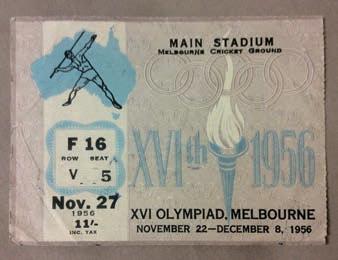 MAIN STADIUM
MELBOURNE CRICKET GROUND
F 16
ROW SEAT
V 5
Nov. 27
1956
11'-
INC. TAX
XVIth 1956
XVI OLYMPIAD, MELBOURNE
NOVEMBER 22—DECEMBER 8, 1956